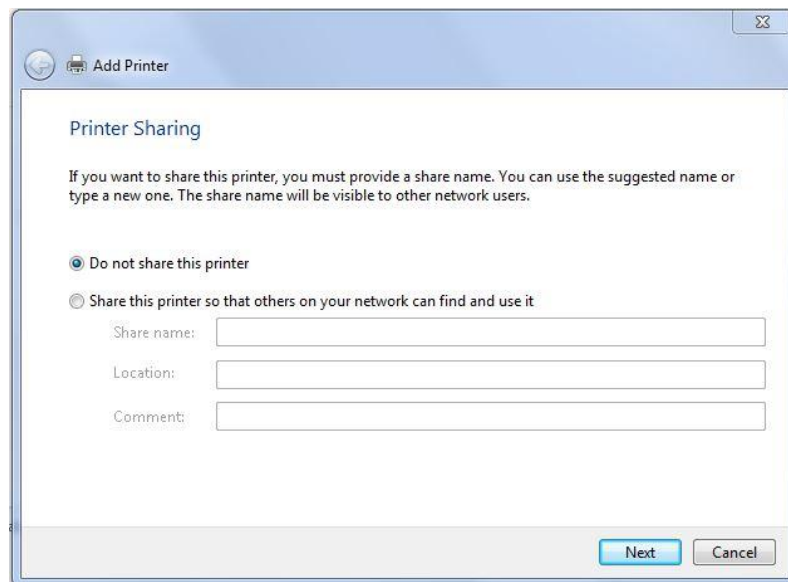 Add Printer
Printer Sharing
If you want to share this printer, you must provide a share name. You can use the suggested name or
type a new one. The share name will be visible to other network users.
Do not share this printer
Share this printer so that others on your network can find and use it
Share name:
Location:
Comment:
Next Cancel